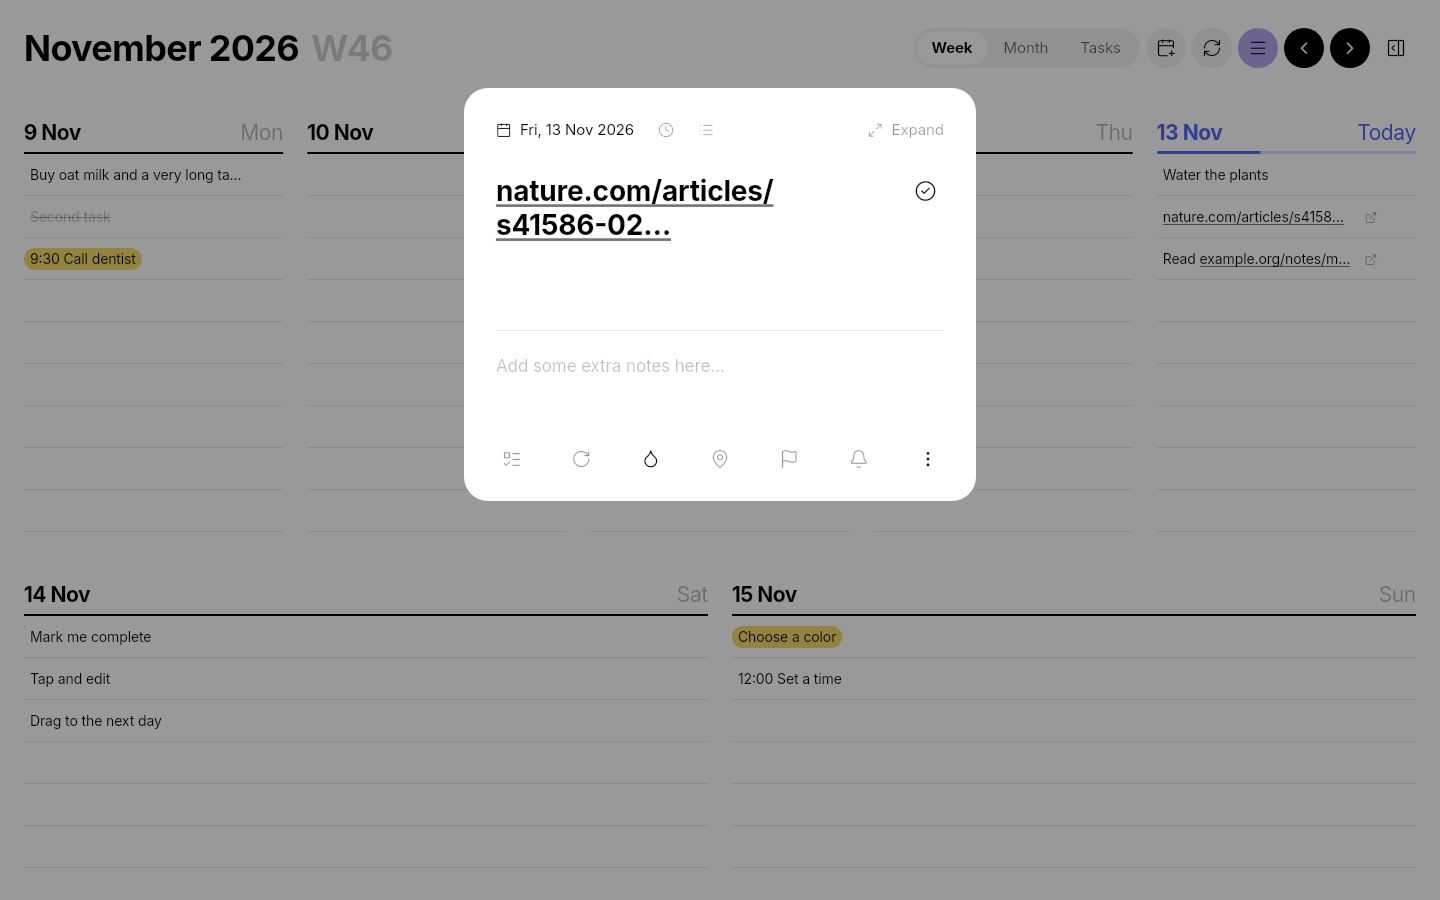 November 2026 W46
Week Month Tasks
9 Nov Mon
10 Nov
Thu
13 Nov Today
Buy oat milk and a very long ta...
Second task
9:30 Call dentist
Fri, 13 Nov 2026
Expand
nature.com/articles/
s41586-02...
Add some extra notes here...
Water the plants
nature.com/articles/s4158...
Read example.org/notes/m...
14 Nov Sat
Mark me complete
Tap and edit
Drag to the next day
15 Nov Sun
Choose a color
12:00 Set a time